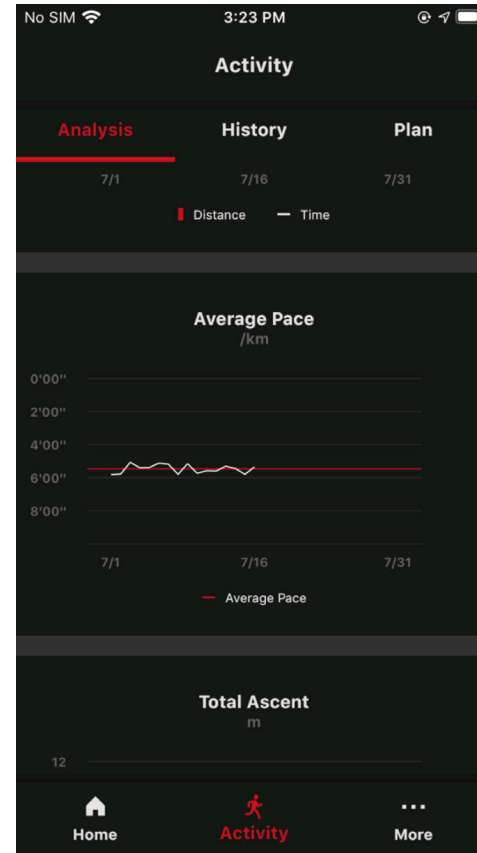 No SIM 3:23 PM
Activity
Analysis History Plan
7/1 7/16 7/31
Distance Time
Average Pace
/km
0'00"
2'00"
4'00"
6'00"
8'00"
7/1 7/16 7/31
Average Pace
Total Ascent
m
12
Home Activity More